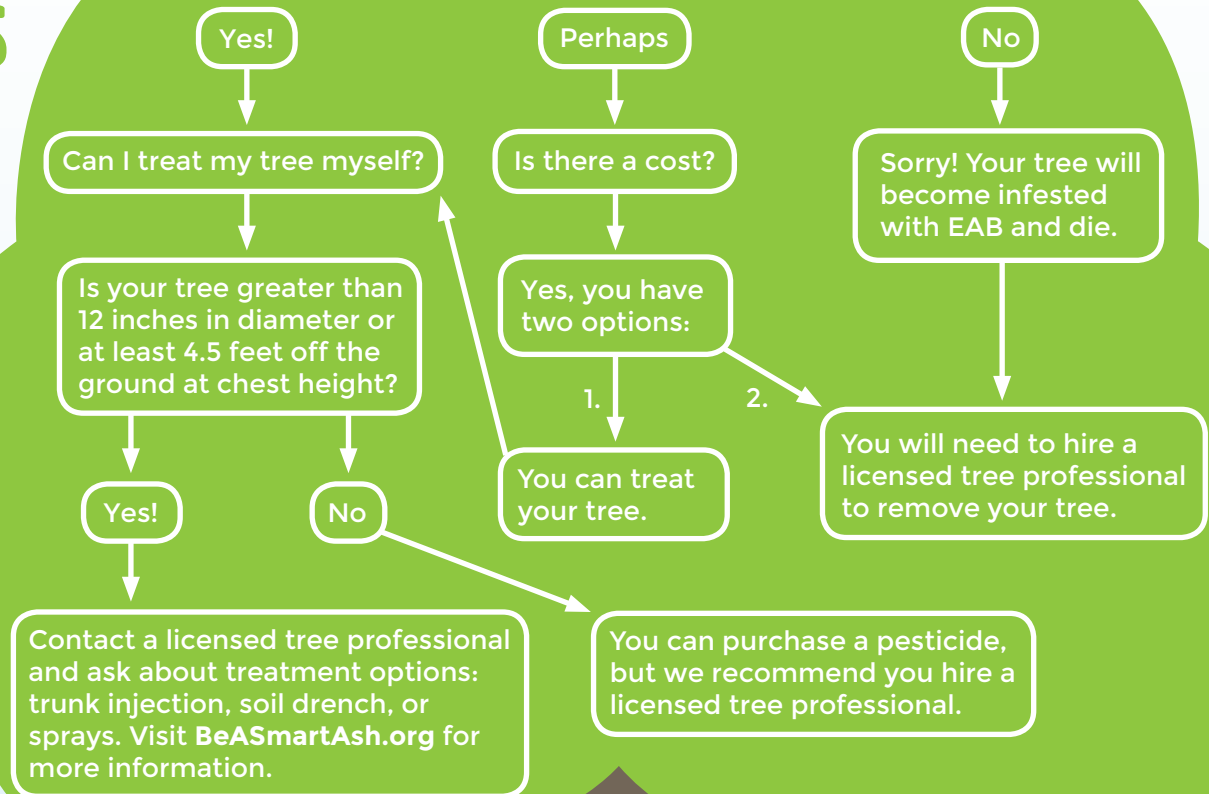 Yes!
Perhaps
No
Can I treat my tree myself?
Is there a cost?
Sorry! Your tree will
become infested
with EAB and die.
Is your tree greater than
12 inches in diameter or
at least 4.5 feet off the
ground at chest height?
Yes, you have
two options:
1.
2.
You can treat
your tree.
You will need to hire a
licensed tree professional
to remove your tree.
Yes!
No
Contact a licensed tree professional
and ask about treatment options:
trunk injection, soil drench, or
sprays. Visit BeASmartAsh.org for
more information.
You can purchase a pesticide,
but we recommend you hire a
licensed tree professional.